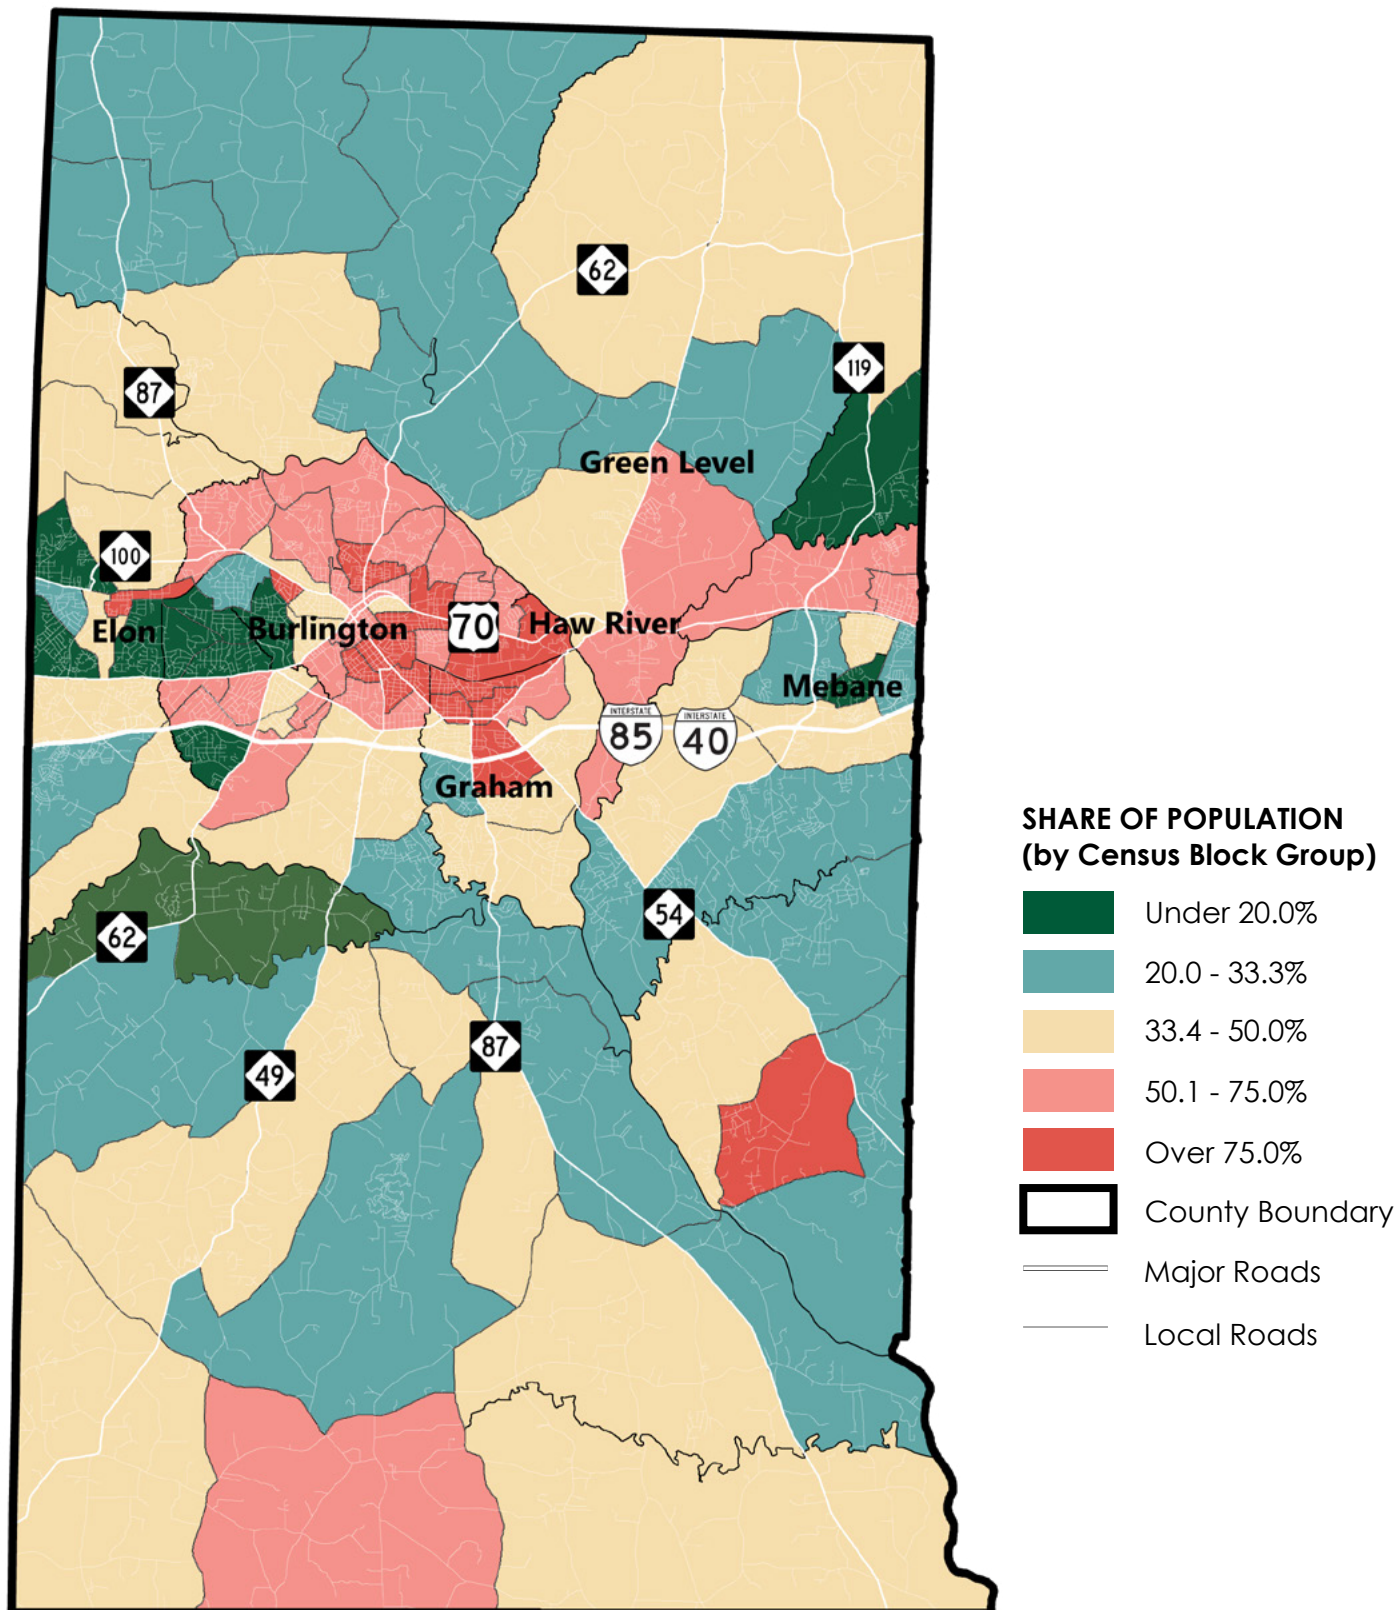 62
119
87
Green Level
100
Elon
Burlington
70
Haw River
Mebane
INTERSTATE
85
INTERSTATE
40
Graham
SHARE OF POPULATION
(by Census Block Group)
Under 20.0%
20.0 - 33.3%
33.4 - 50.0%
50.1 - 75.0%
Over 75.0%
County Boundary
Major Roads
Local Roads
62
54
87
49